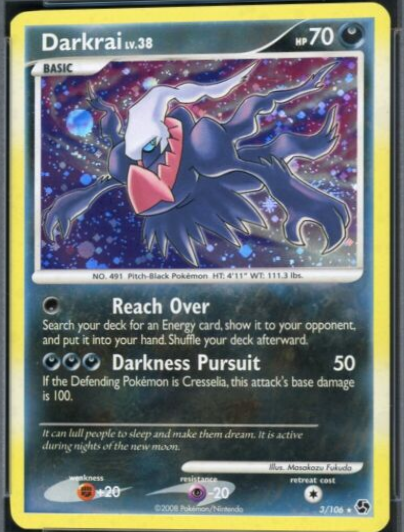 Darkrai LV.38 HP 70
BASIC
NO. 491 Pitch-Black Pokémon HT: 4'11" WT: 111.3 lbs.
Reach Over
Search your deck for an Energy card, show it to your opponent,
and put it into your hand. Shuffle your deck afterward.
Darkness Pursuit 50
If the Defending Pokémon is Cresselia, this attack's base damage
is 100.
It can lull people to sleep and make them dream. It is active
during nights of the new moon.
Illus. Masakazu Fukuda
weakness resistance retreat cost
+20 -20
©2008 Pokémon/Nintendo 3/106 ★